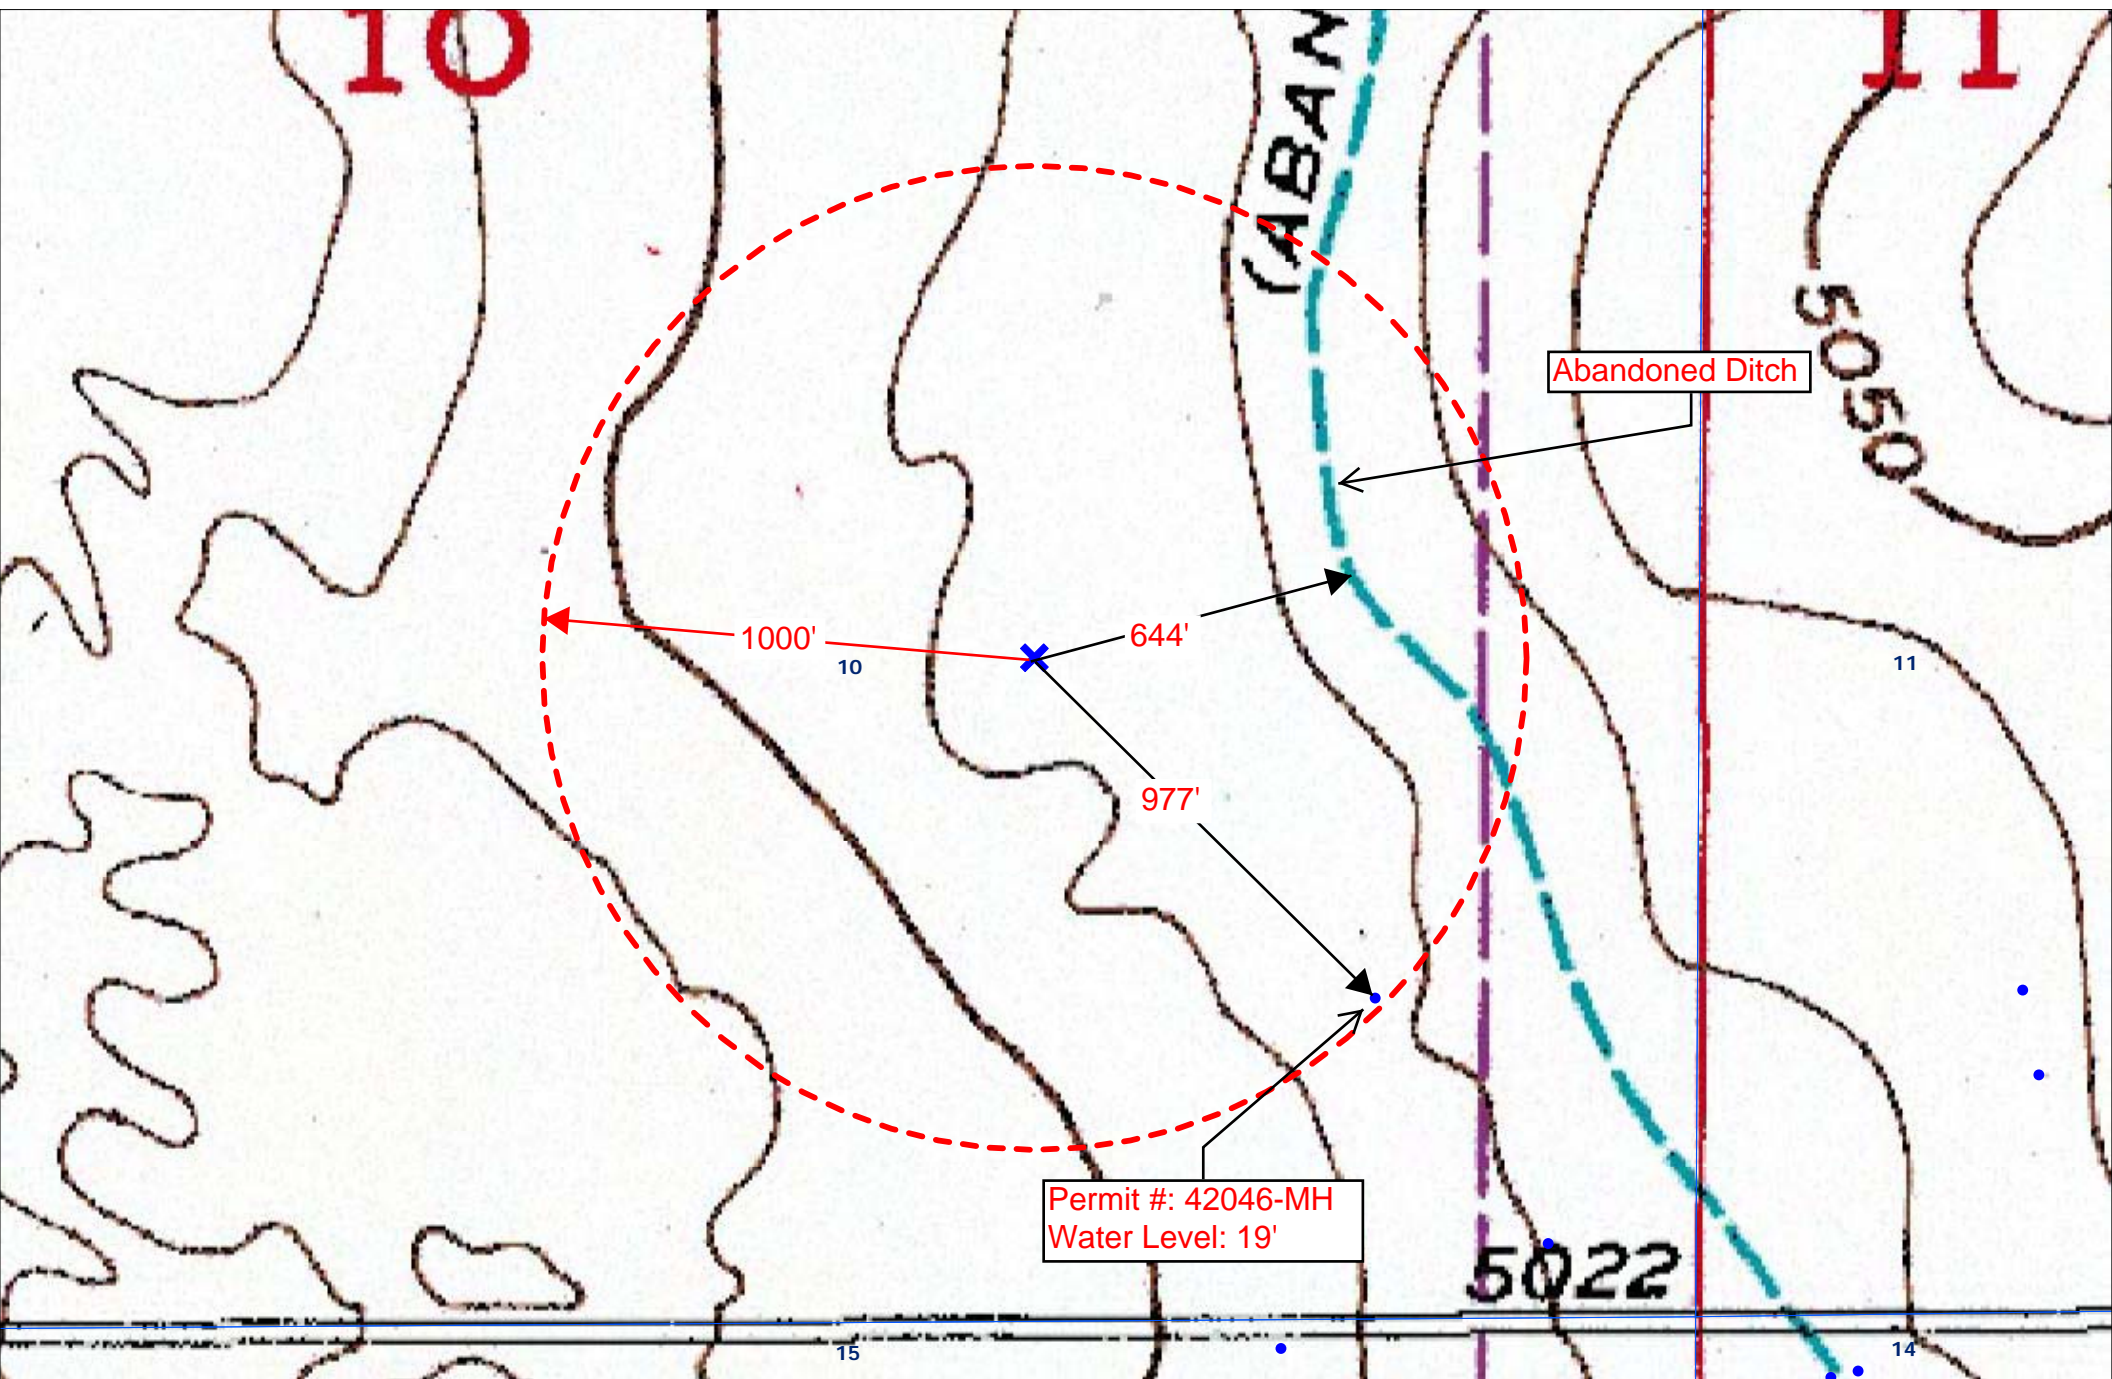 10
11
(ABAN
5050
Abandoned Ditch
1000'
644'
10
11
977'
Permit #: 42046-MH
Water Level: 19'
5022
15
14